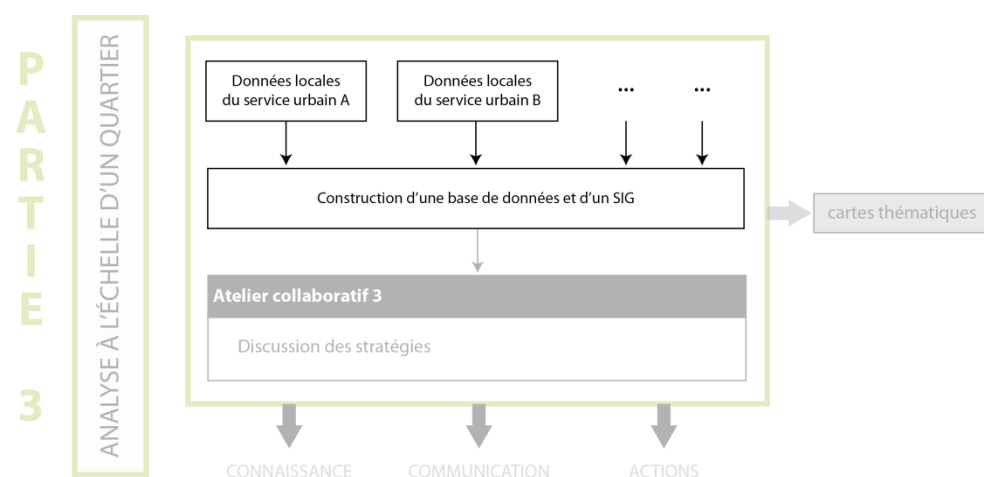 PARTIE 3
ANALYSE À L'ÉCHELLE D'UN QUARTIER
Données locales
du service urbain A
Données locales
du service urbain B
...
...
Construction d'une base de données et d'un SIG
cartes thématiques
Atelier collaboratif 3
Discussion des stratégies
CONNAISSANCE
COMMUNICATION
ACTIONS